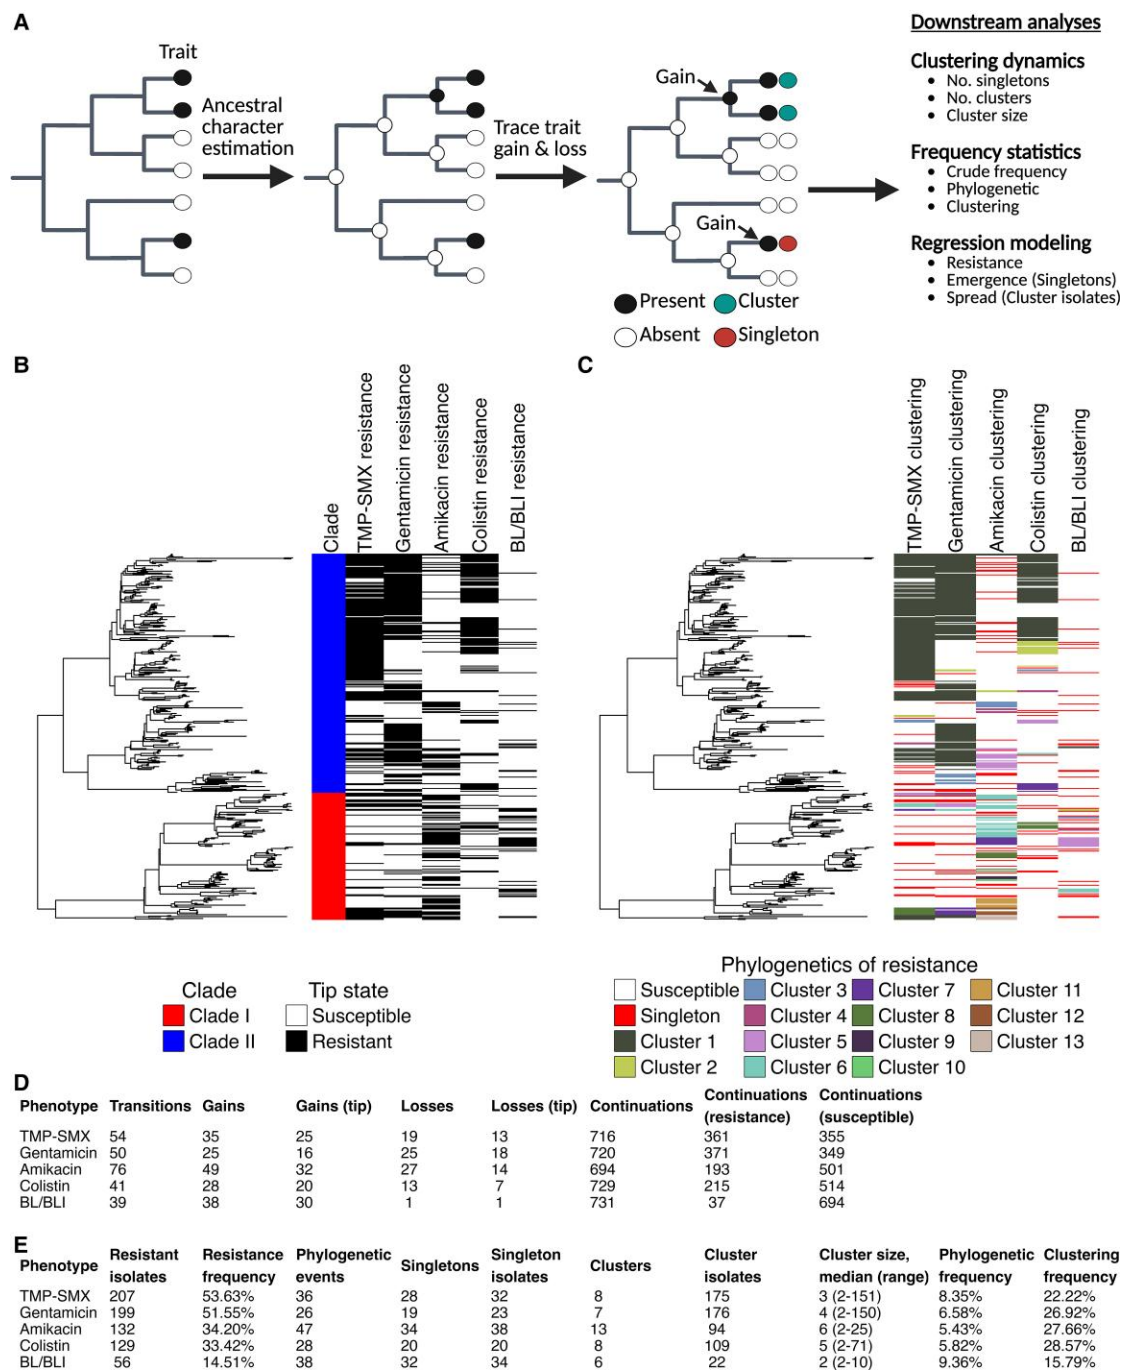 A
Trait
Ancestral
character
estimation
Trace trait
gain & loss
Gain
Gain
Present
Cluster
Absent
Singleton
Downstream analyses
Clustering dynamics
• No. singletons
• No. clusters
• Cluster size
Frequency statistics
• Crude frequency
• Phylogenetic
• Clustering
Regression modeling
• Resistance
• Emergence (Singletons)
• Spread (Cluster isolates)
B
Clade
TMP-SMX resistance
Gentamicin resistance
Amikacin resistance
Colistin resistance
BL/BLI resistance
Clade
Clade I
Clade II
Tip state
Susceptible
Resistant
C
TMP-SMX clustering
Gentamicin clustering
Amikacin clustering
Colistin clustering
BL/BLI clustering
Phylogenetics of resistance
Susceptible Cluster 3 Cluster 7 Cluster 11
Singleton Cluster 4 Cluster 8 Cluster 12
Cluster 1 Cluster 5 Cluster 9 Cluster 13
Cluster 2 Cluster 6 Cluster 10
D
Phenotype Transitions Gains Gains (tip) Losses Losses (tip) Continuations Continuations (resistance) Continuations (susceptible)
TMP-SMX 54 35 25 19 13 716 361 355
Gentamicin 50 25 16 25 18 720 371 349
Amikacin 76 49 32 27 14 694 193 501
Colistin 41 28 20 13 7 729 215 514
BL/BLI 39 38 30 1 1 731 37 694
E
Phenotype Resistant isolates Resistance frequency Phylogenetic events Singletons Singleton isolates Clusters Cluster isolates Cluster size, median (range) Phylogenetic frequency Clustering frequency
TMP-SMX 207 53.63% 36 28 32 8 175 3 (2-151) 8.35% 22.22%
Gentamicin 199 51.55% 26 19 23 7 176 4 (2-150) 6.58% 26.92%
Amikacin 132 34.20% 47 34 38 13 94 6 (2-25) 5.43% 27.66%
Colistin 129 33.42% 28 20 20 8 109 5 (2-71) 5.82% 28.57%
BL/BLI 56 14.51% 38 32 34 6 22 2 (2-10) 9.36% 15.79%